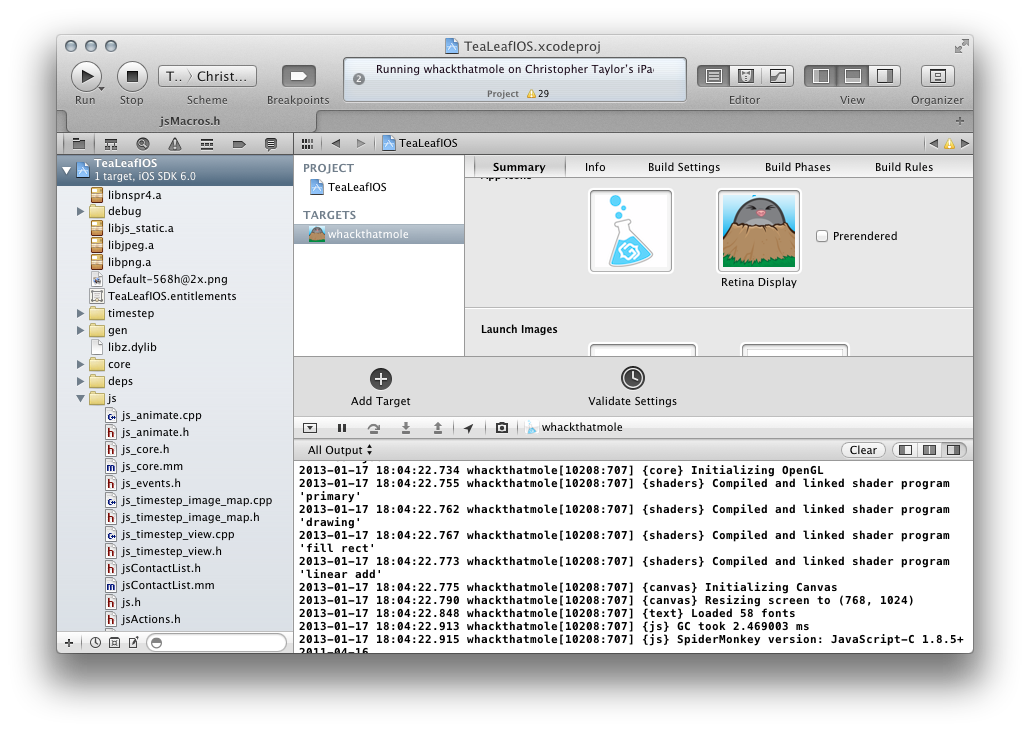 TeaLeafIOS.xcodeproj
T.. 〉 Christ...
Running whackthatmole on Christopher Taylor's iPa
2
Project 29
Run Stop Scheme Breakpoints Editor View Organizer
jsMacros.h
TeaLeafIOS
TeaLeafIOS
1 target, iOS SDK 6.0
libnspr4.a
debug
libjs_static.a
libjpeg.a
libpng.a
Default-568h@2x.png
TeaLeafIOS.entitlements
timestep
gen
libz.dylib
core
deps
js
js_animate.cpp
js_animate.h
js_core.h
js_core.mm
js_events.h
js_timestep_image_map.cpp
js_timestep_image_map.h
js_timestep_view.cpp
js_timestep_view.h
jsContactList.h
jsContactList.mm
js.h
jsActions.h
PROJECT
TeaLeafIOS
TARGETS
whackthatmole
Summary Info Build Settings Build Phases Build Rules
App Icons
Prerendered
Retina Display
Launch Images
Add Target
Validate Settings
whackthatmole
All Output
Clear
2013-01-17 18:04:22.734 whackthatmole[10208:707] {core} Initializing OpenGL
2013-01-17 18:04:22.755 whackthatmole[10208:707] {shaders} Compiled and linked shader program
'primary'
2013-01-17 18:04:22.762 whackthatmole[10208:707] {shaders} Compiled and linked shader program
'drawing'
2013-01-17 18:04:22.767 whackthatmole[10208:707] {shaders} Compiled and linked shader program
'fill rect'
2013-01-17 18:04:22.773 whackthatmole[10208:707] {shaders} Compiled and linked shader program
'linear add'
2013-01-17 18:04:22.775 whackthatmole[10208:707] {canvas} Initializing Canvas
2013-01-17 18:04:22.790 whackthatmole[10208:707] {canvas} Resizing screen to (768, 1024)
2013-01-17 18:04:22.848 whackthatmole[10208:707] {text} Loaded 58 fonts
2013-01-17 18:04:22.913 whackthatmole[10208:707] {js} GC took 2.469003 ms
2013-01-17 18:04:22.915 whackthatmole[10208:707] {js} SpiderMonkey version: JavaScript-C 1.8.5+
2011-04-16